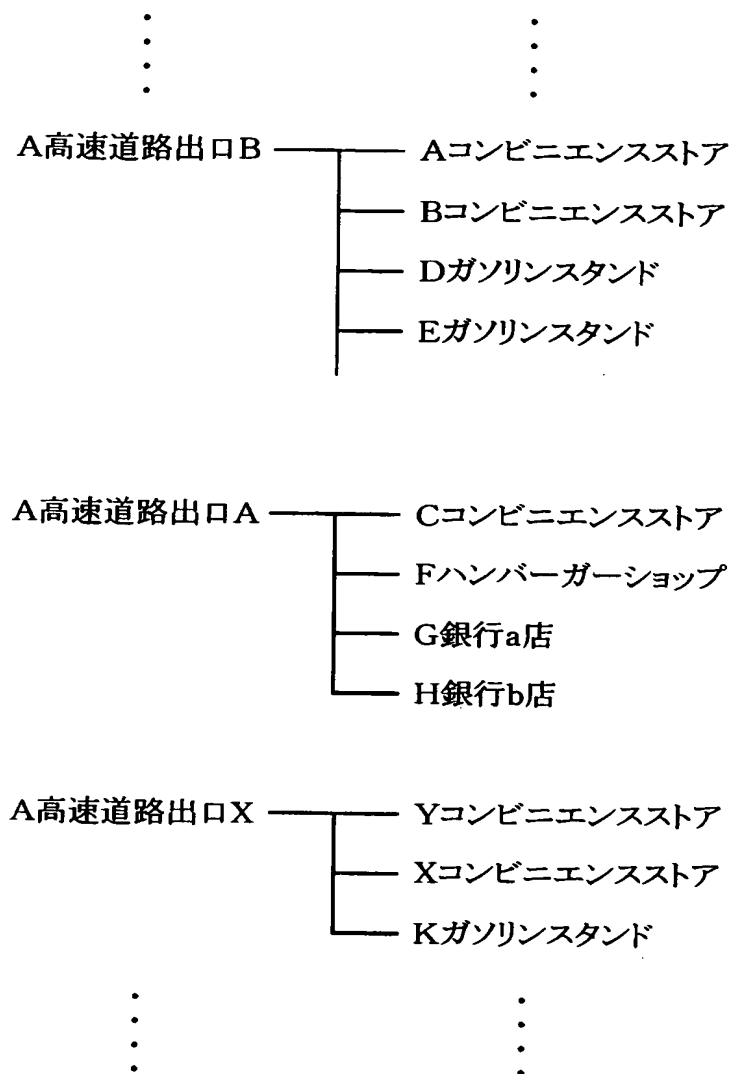 A高速道路出口B Aコンビニエンスストア
Bコンビニエンスストア
Dガソリンスタンド
Eガソリンスタンド
A高速道路出口A Cコンビニエンスストア
Fハンバーガーショップ
G銀行a店
H銀行b店
A高速道路出口X Yコンビニエンスストア
Xコンビニエンスストア
Kガソリンスタンド